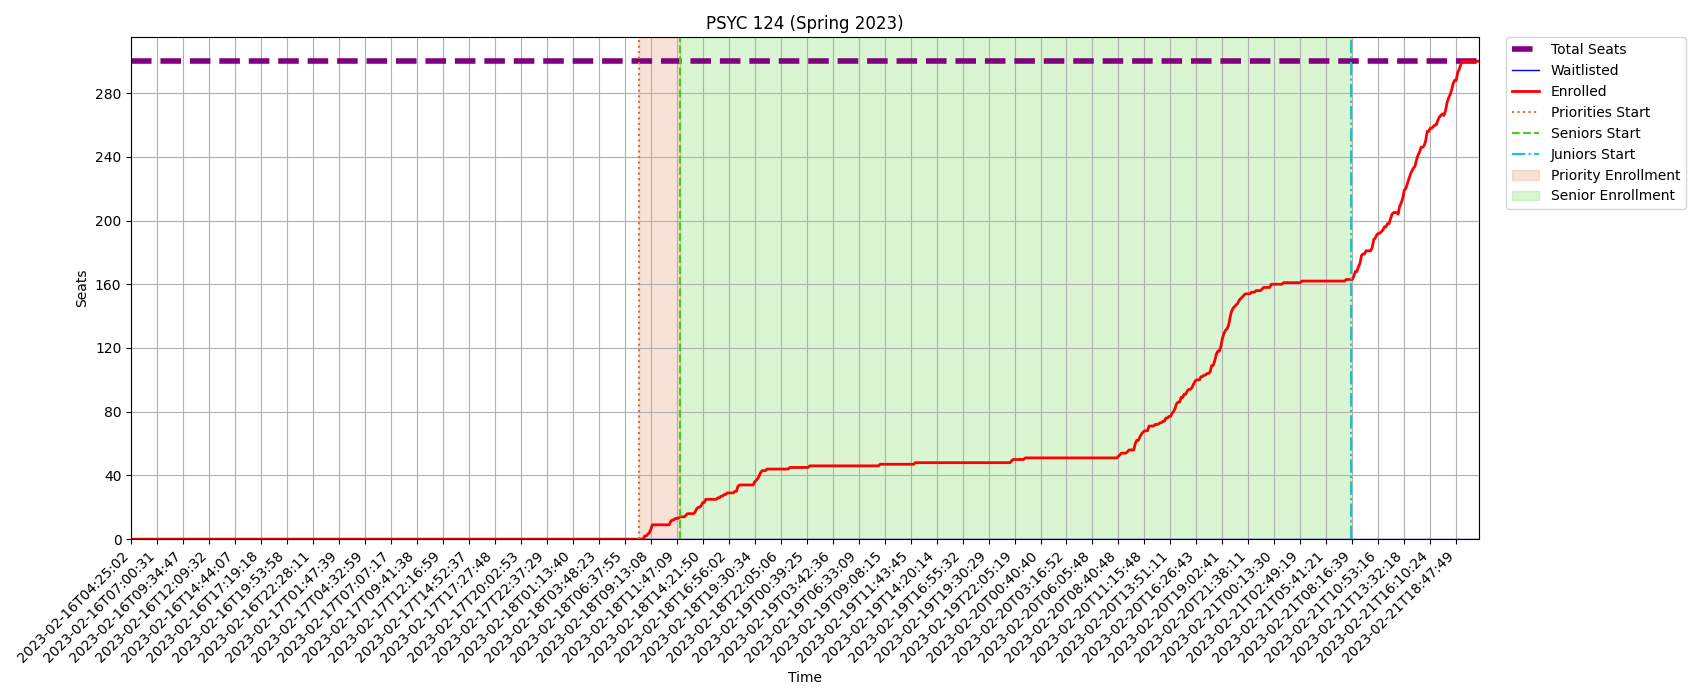 PSYC 124 (Spring 2023)
Total Seats
Waitlisted
Enrolled
Priorities Start
Seniors Start
Juniors Start
Priority Enrollment
Senior Enrollment
Seats
280
240
200
160
120
80
40
0
2023-02-16T04:25:02
2023-02-16T07:00:31
2023-02-16T09:34:47
2023-02-16T12:09:32
2023-02-16T14:44:07
2023-02-16T17:19:18
2023-02-16T19:53:58
2023-02-16T22:28:11
2023-02-17T01:47:39
2023-02-17T04:32:59
2023-02-17T07:07:17
2023-02-17T09:41:38
2023-02-17T12:16:59
2023-02-17T14:52:37
2023-02-17T17:27:48
2023-02-17T20:02:53
2023-02-17T22:37:29
2023-02-18T01:13:40
2023-02-18T03:48:23
2023-02-18T06:37:55
2023-02-18T09:13:08
2023-02-18T11:47:09
2023-02-18T14:21:50
2023-02-18T16:56:02
2023-02-18T19:30:34
2023-02-18T22:05:06
2023-02-19T00:39:25
2023-02-19T03:42:36
2023-02-19T06:33:09
2023-02-19T09:08:15
2023-02-19T11:43:45
2023-02-19T14:20:14
2023-02-19T16:55:32
2023-02-19T19:30:29
2023-02-19T22:05:19
2023-02-20T00:40:40
2023-02-20T03:16:52
2023-02-20T06:05:48
2023-02-20T08:40:48
2023-02-20T11:15:48
2023-02-20T13:51:11
2023-02-20T16:26:43
2023-02-20T19:02:41
2023-02-20T21:38:11
2023-02-21T00:13:30
2023-02-21T02:49:19
2023-02-21T05:41:21
2023-02-21T08:16:39
2023-02-21T10:53:16
2023-02-21T13:32:18
2023-02-21T16:10:24
2023-02-21T18:47:49
Time